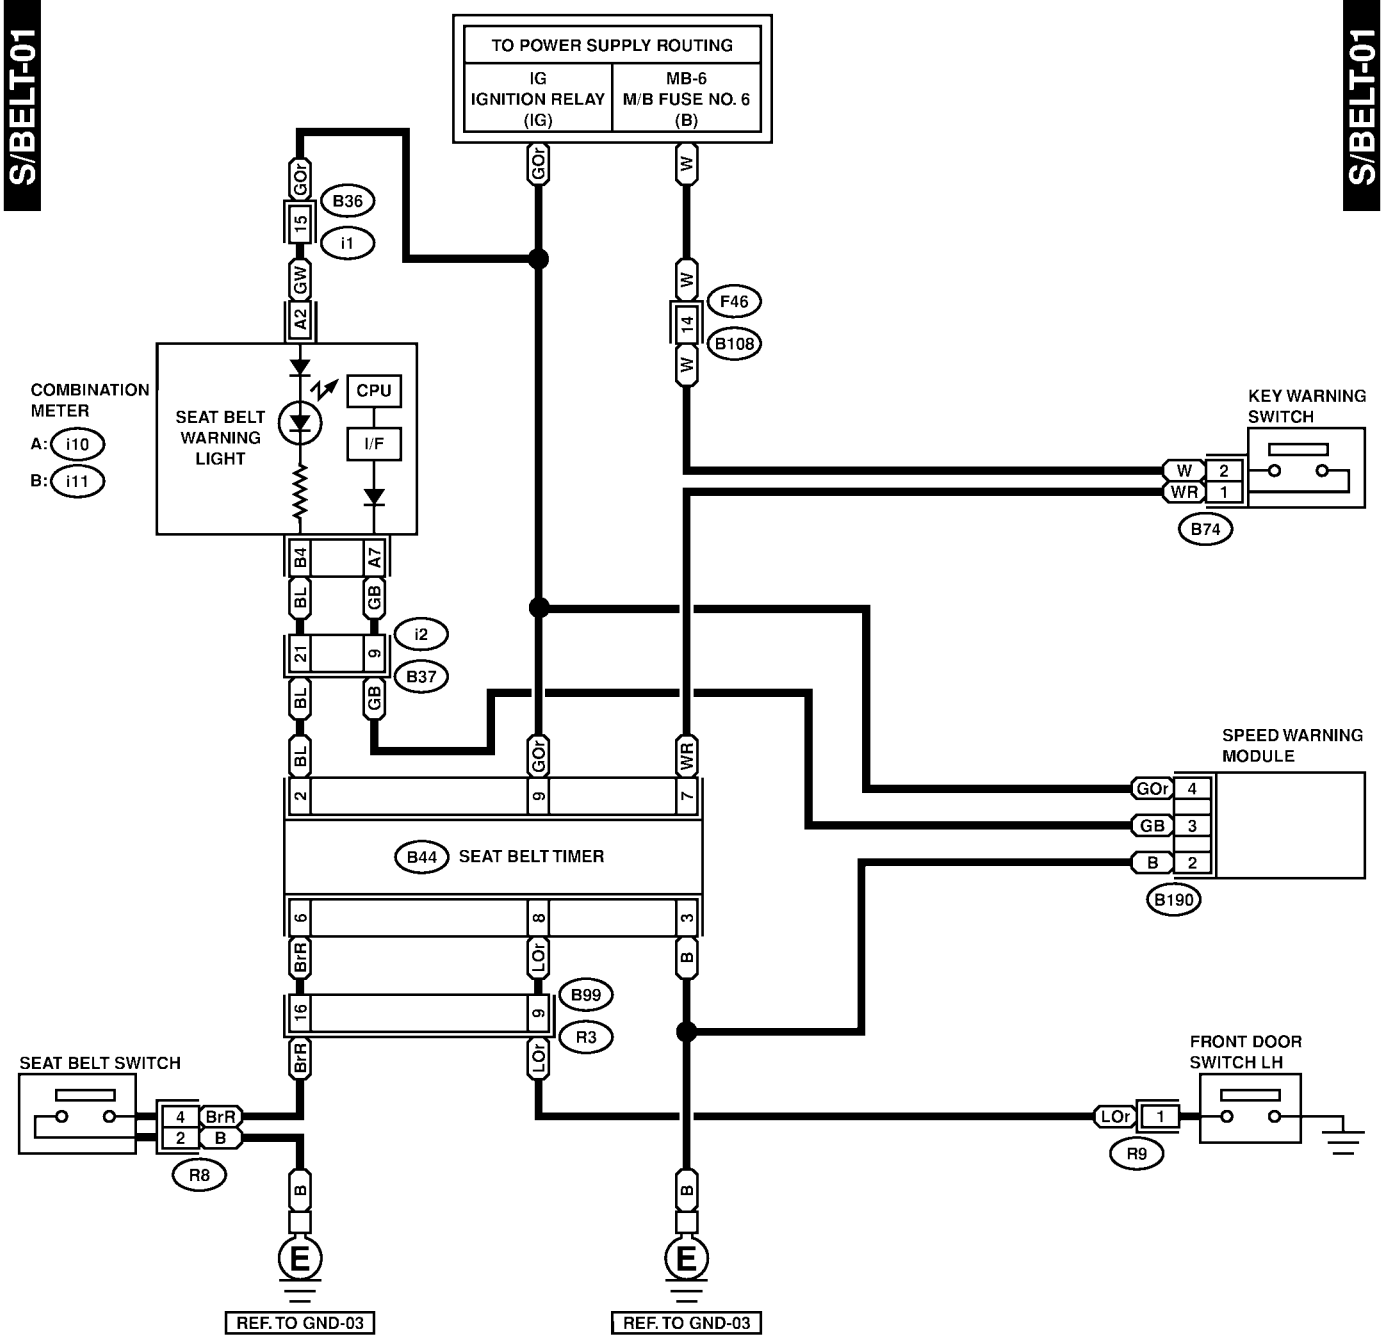 S/BELT-01
S/BELT-01
TO POWER SUPPLY ROUTING
IG
IGNITION RELAY
(IG)
MB-6
M/B FUSE NO. 6
(B)
GOr
W
GOr
15
B36
i1
GW
A2
W
14
F46
B108
W
COMBINATION
METER
A: i10
B: i11
SEAT BELT
WARNING
LIGHT
CPU
I/F
KEY WARNING
SWITCH
W 2
WR 1
B74
B4
A7
BL
GB
21
9
i2
B37
BL
GB
BL
GOr
WR
2
9
7
B44 SEAT BELT TIMER
SPEED WARNING
MODULE
GOr 4
GB 3
B 2
B190
6
8
3
BrR
LOr
B
16
9
B99
R3
BrR
LOr
SEAT BELT SWITCH
4 BrR
2 B
R8
FRONT DOOR
SWITCH LH
LOr 1
R9
B
B
E
E
REF. TO GND-03
REF. TO GND-03